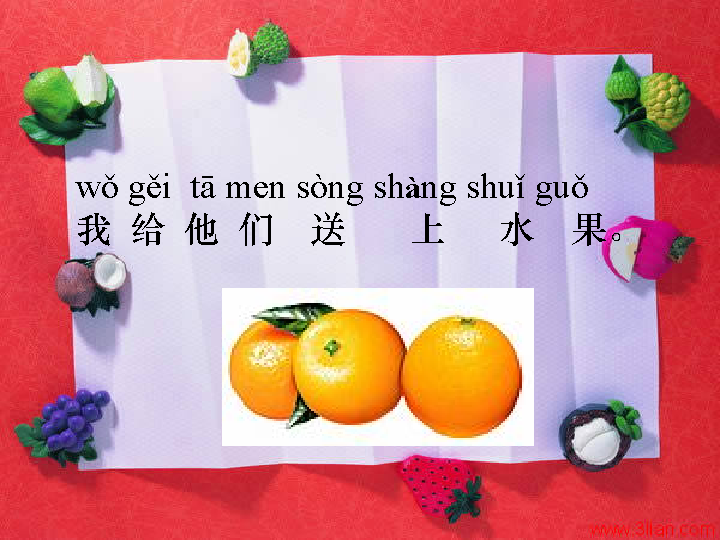 wǒ gěi tā men sòng shàng shuǐ guǒ
我 给 他 们 送 上 水 果。
www.3lian.com